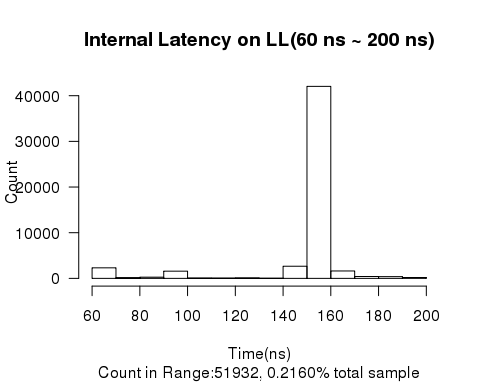 Internal Latency on LL(60 ns ~ 200 ns)
Count
40000
30000
20000
10000
0
60 80 100 120 140 160 180 200
Time(ns)
Count in Range:51932, 0.2160% total sample